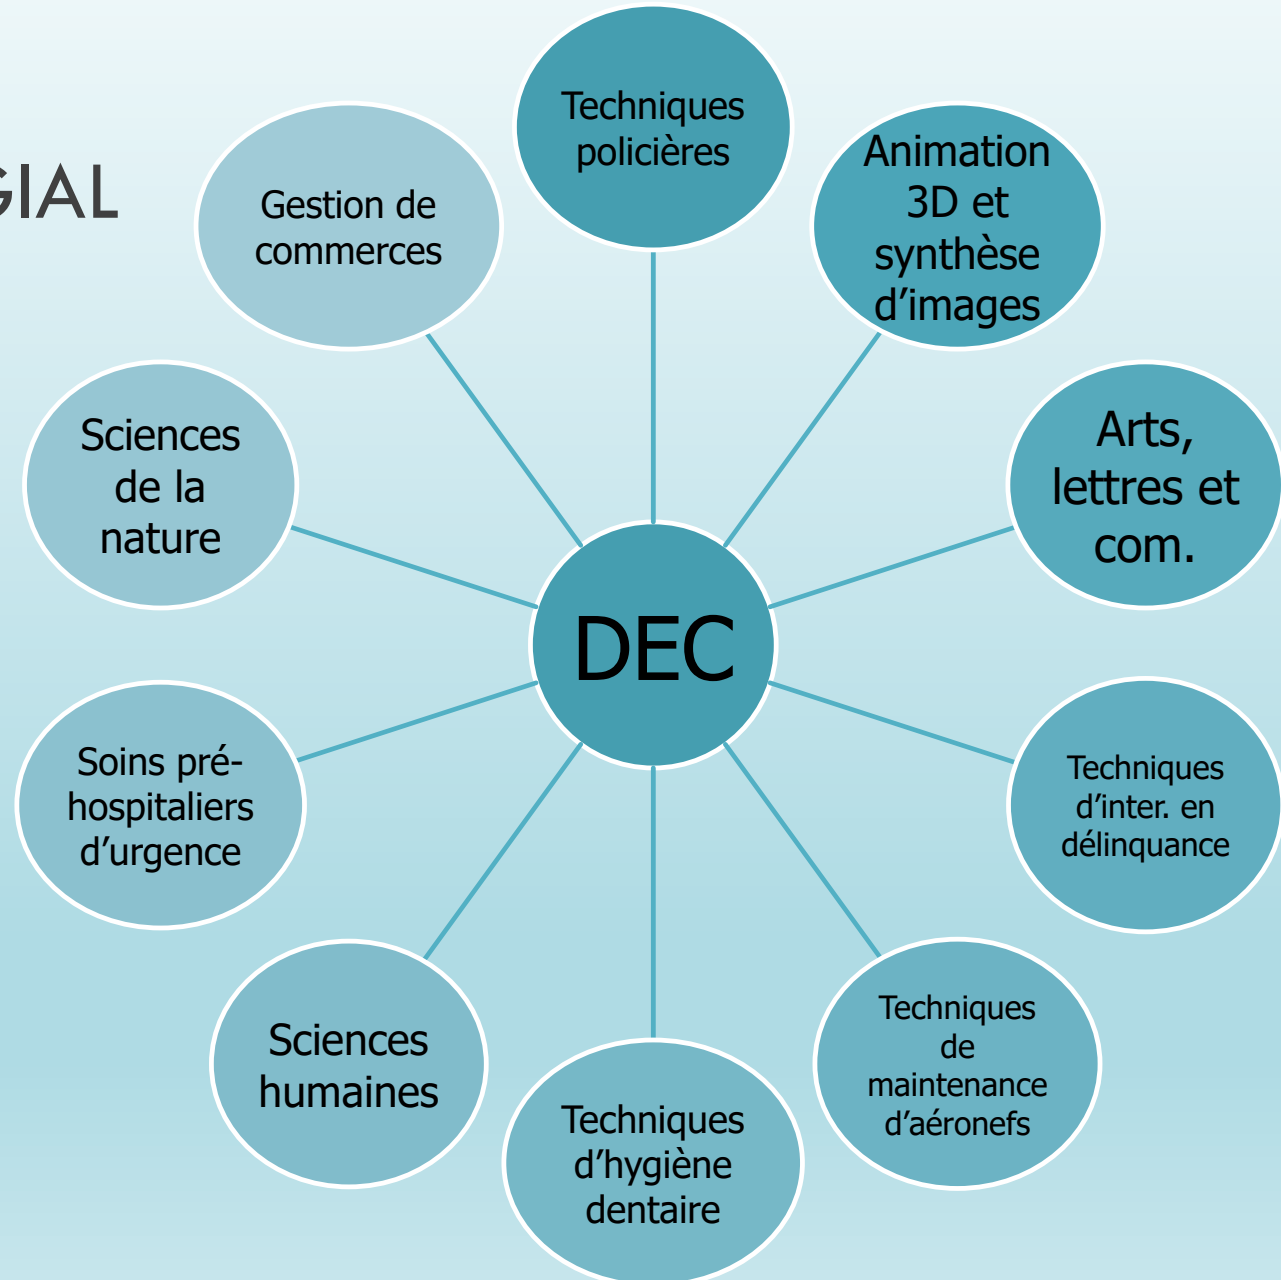 GIAL
Techniques
policières
Animation
3D et
synthèse
d’images
Arts,
lettres et
com.
Techniques
d’inter. en
délinquance
Techniques
de
maintenance
d’aéronefs
Techniques
d’hygiène
dentaire
Sciences
humaines
Soins pré-
hospitaliers
d’urgence
Sciences
de la
nature
Gestion de
commerces
DEC